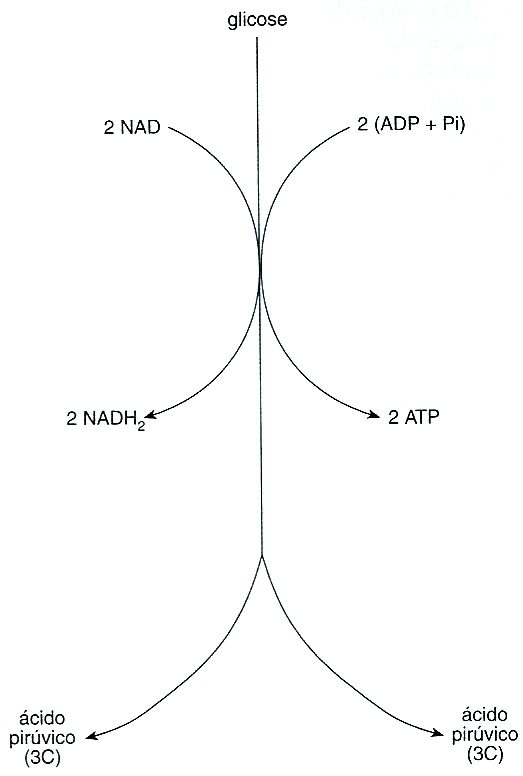 glicose
2 NAD
2 (ADP + Pi)
2 NADH₂
2 ATP
ácido
pirúvico
(3C)
ácido
pirúvico
(3C)